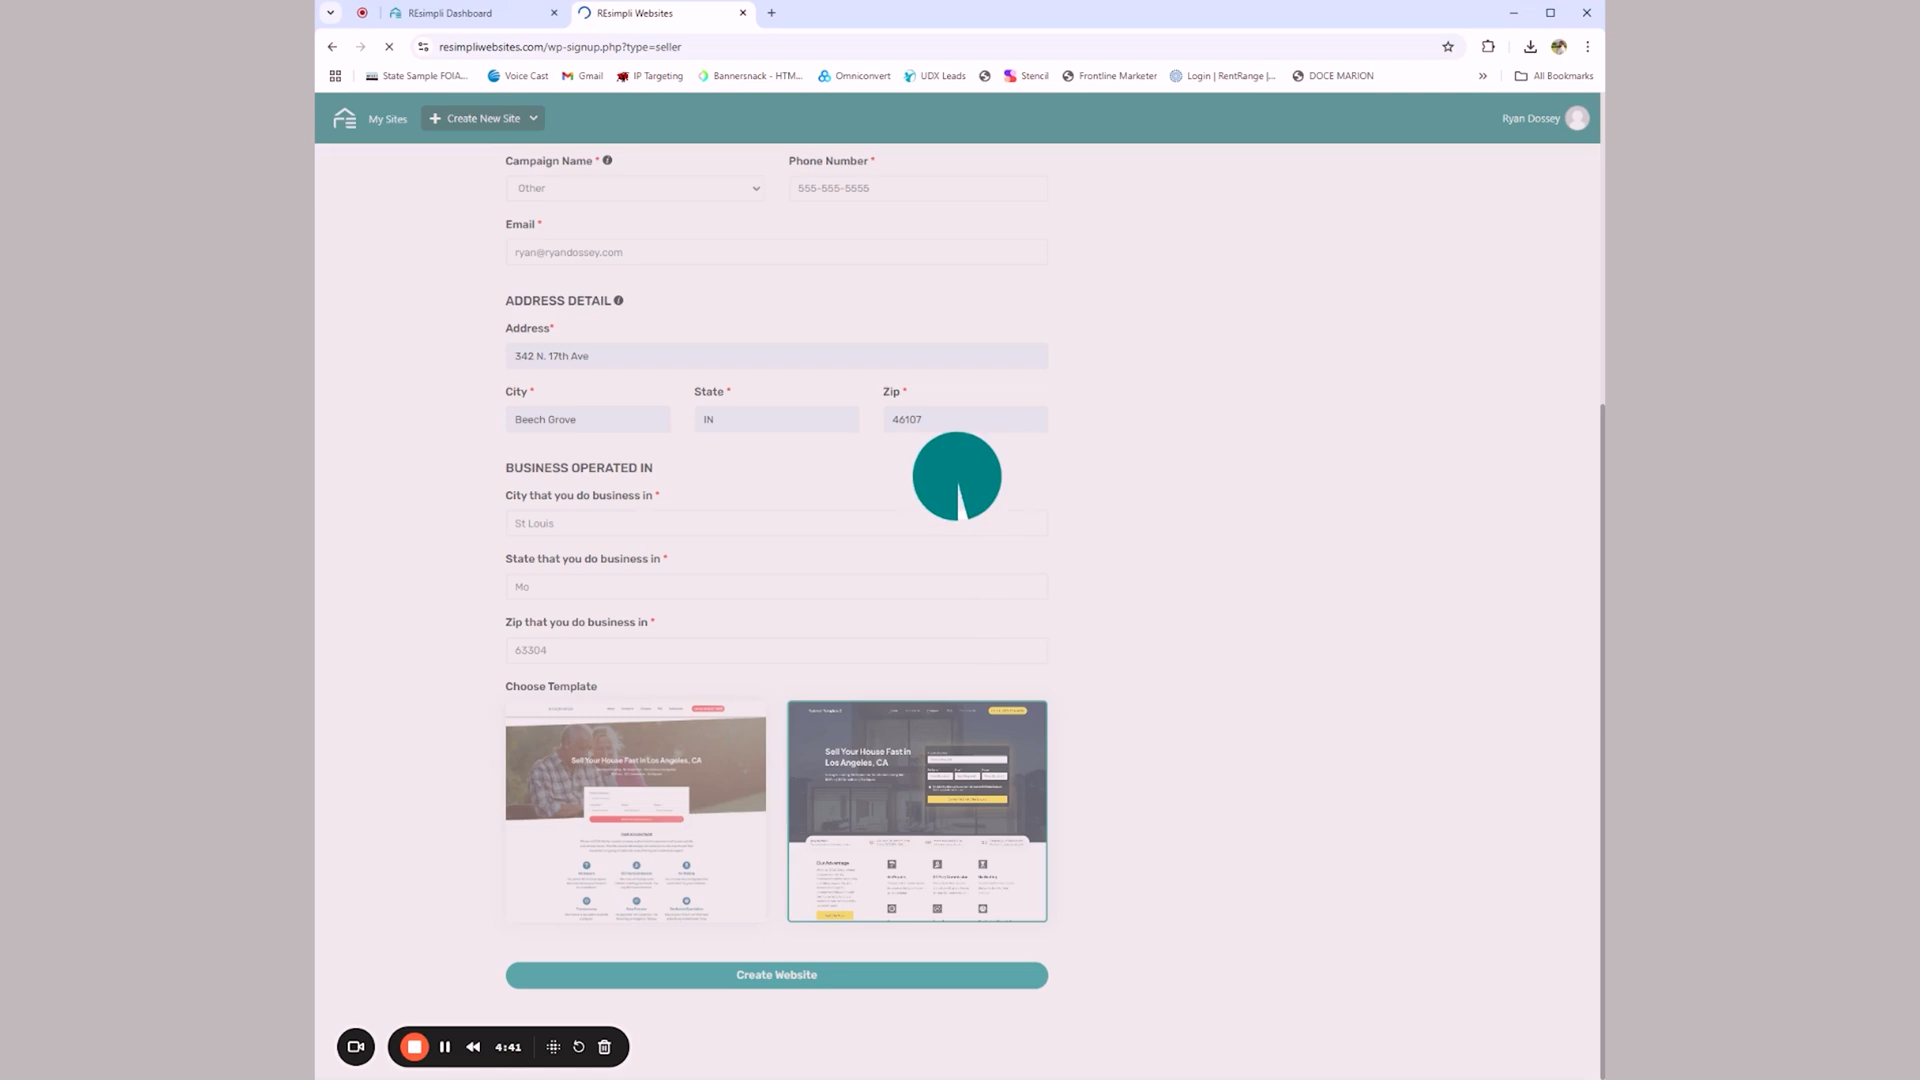 REsimpli Dashboard
REsimpli Websites
resimpliwebsites.com/wp-signup.php?type=seller
State Sample FOIA...
Voice Cast
Gmail
IP Targeting
Bannersnack - HTM...
Omniconvert
UDX Leads
Stencil
Frontline Marketer
Login | RentRange |...
DOCE MARION
All Bookmarks
My Sites
Create New Site
Ryan Dossey
Campaign Name *
Phone Number *
Other
555-555-5555
Email *
ryan@ryandossey.com
ADDRESS DETAIL
Address*
342 N. 17th Ave
City *
State *
Zip *
Beech Grove
IN
46107
BUSINESS OPERATED IN
City that you do business in *
St Louis
State that you do business in *
Mo
Zip that you do business in *
63304
Choose Template
Sell Your House Fast in Los Angeles, CA
Sell Your House Fast in
Los Angeles, CA
Our Advantage
Create Website
4:41